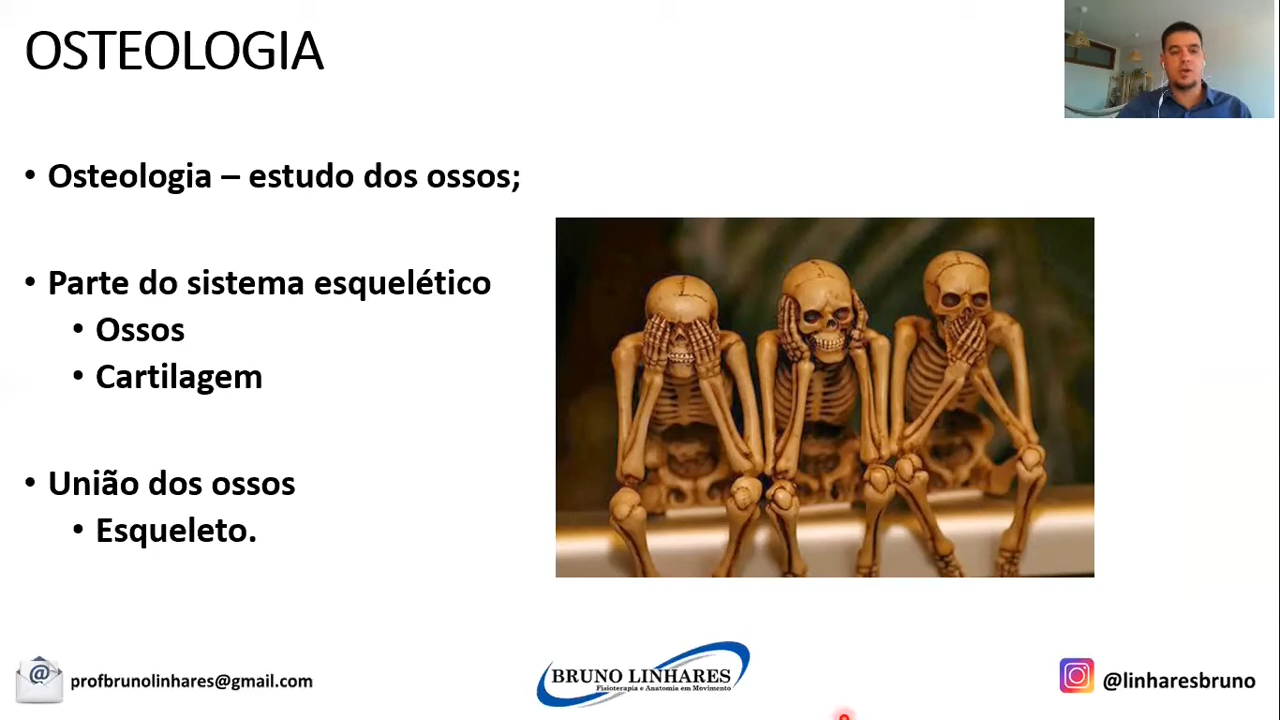 OSTEOLOGIA
• Osteologia – estudo dos ossos;
• Parte do sistema esquelético
• Ossos
• Cartilagem
• União dos ossos
• Esqueleto.
@ profbrunolinhares@gmail.com
BRUNO LINHARES
Fisioterapia e Anatomia em Movimento
@linharesbruno